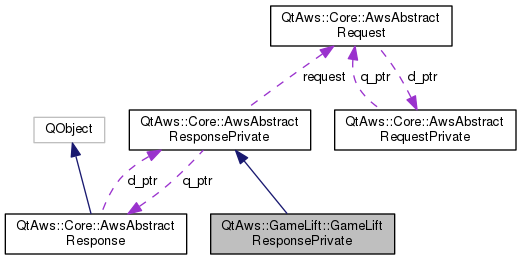 QtAws::Core::AwsAbstract
Request
request
q_ptr
d_ptr
QObject
QtAws::Core::AwsAbstract
ResponsePrivate
QtAws::Core::AwsAbstract
RequestPrivate
d_ptr
q_ptr
QtAws::Core::AwsAbstract
Response
QtAws::GameLift::GameLift
ResponsePrivate